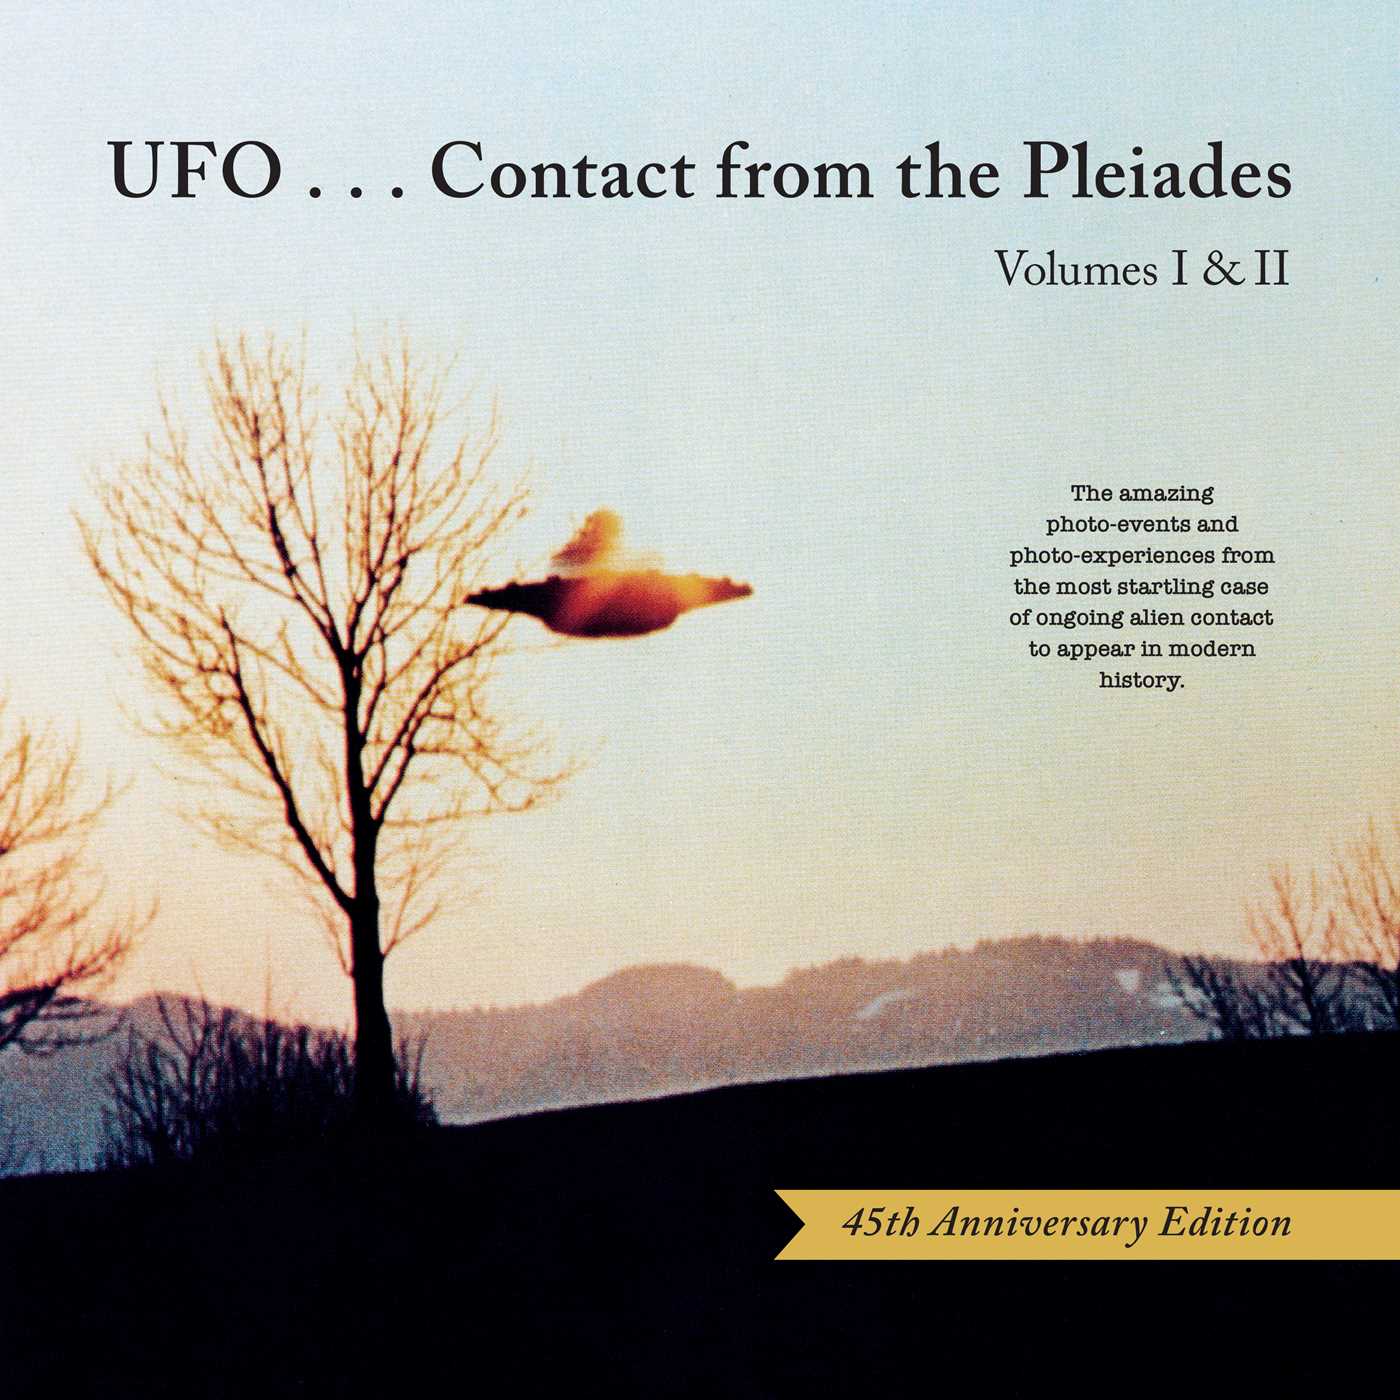 UFO . . . Contact from the Pleiades
Volumes I & II
The amazing
photo-events and
photo-experiences from
the most startling case
of ongoing alien contact
to appear in modern
history.
45th Anniversary Edition